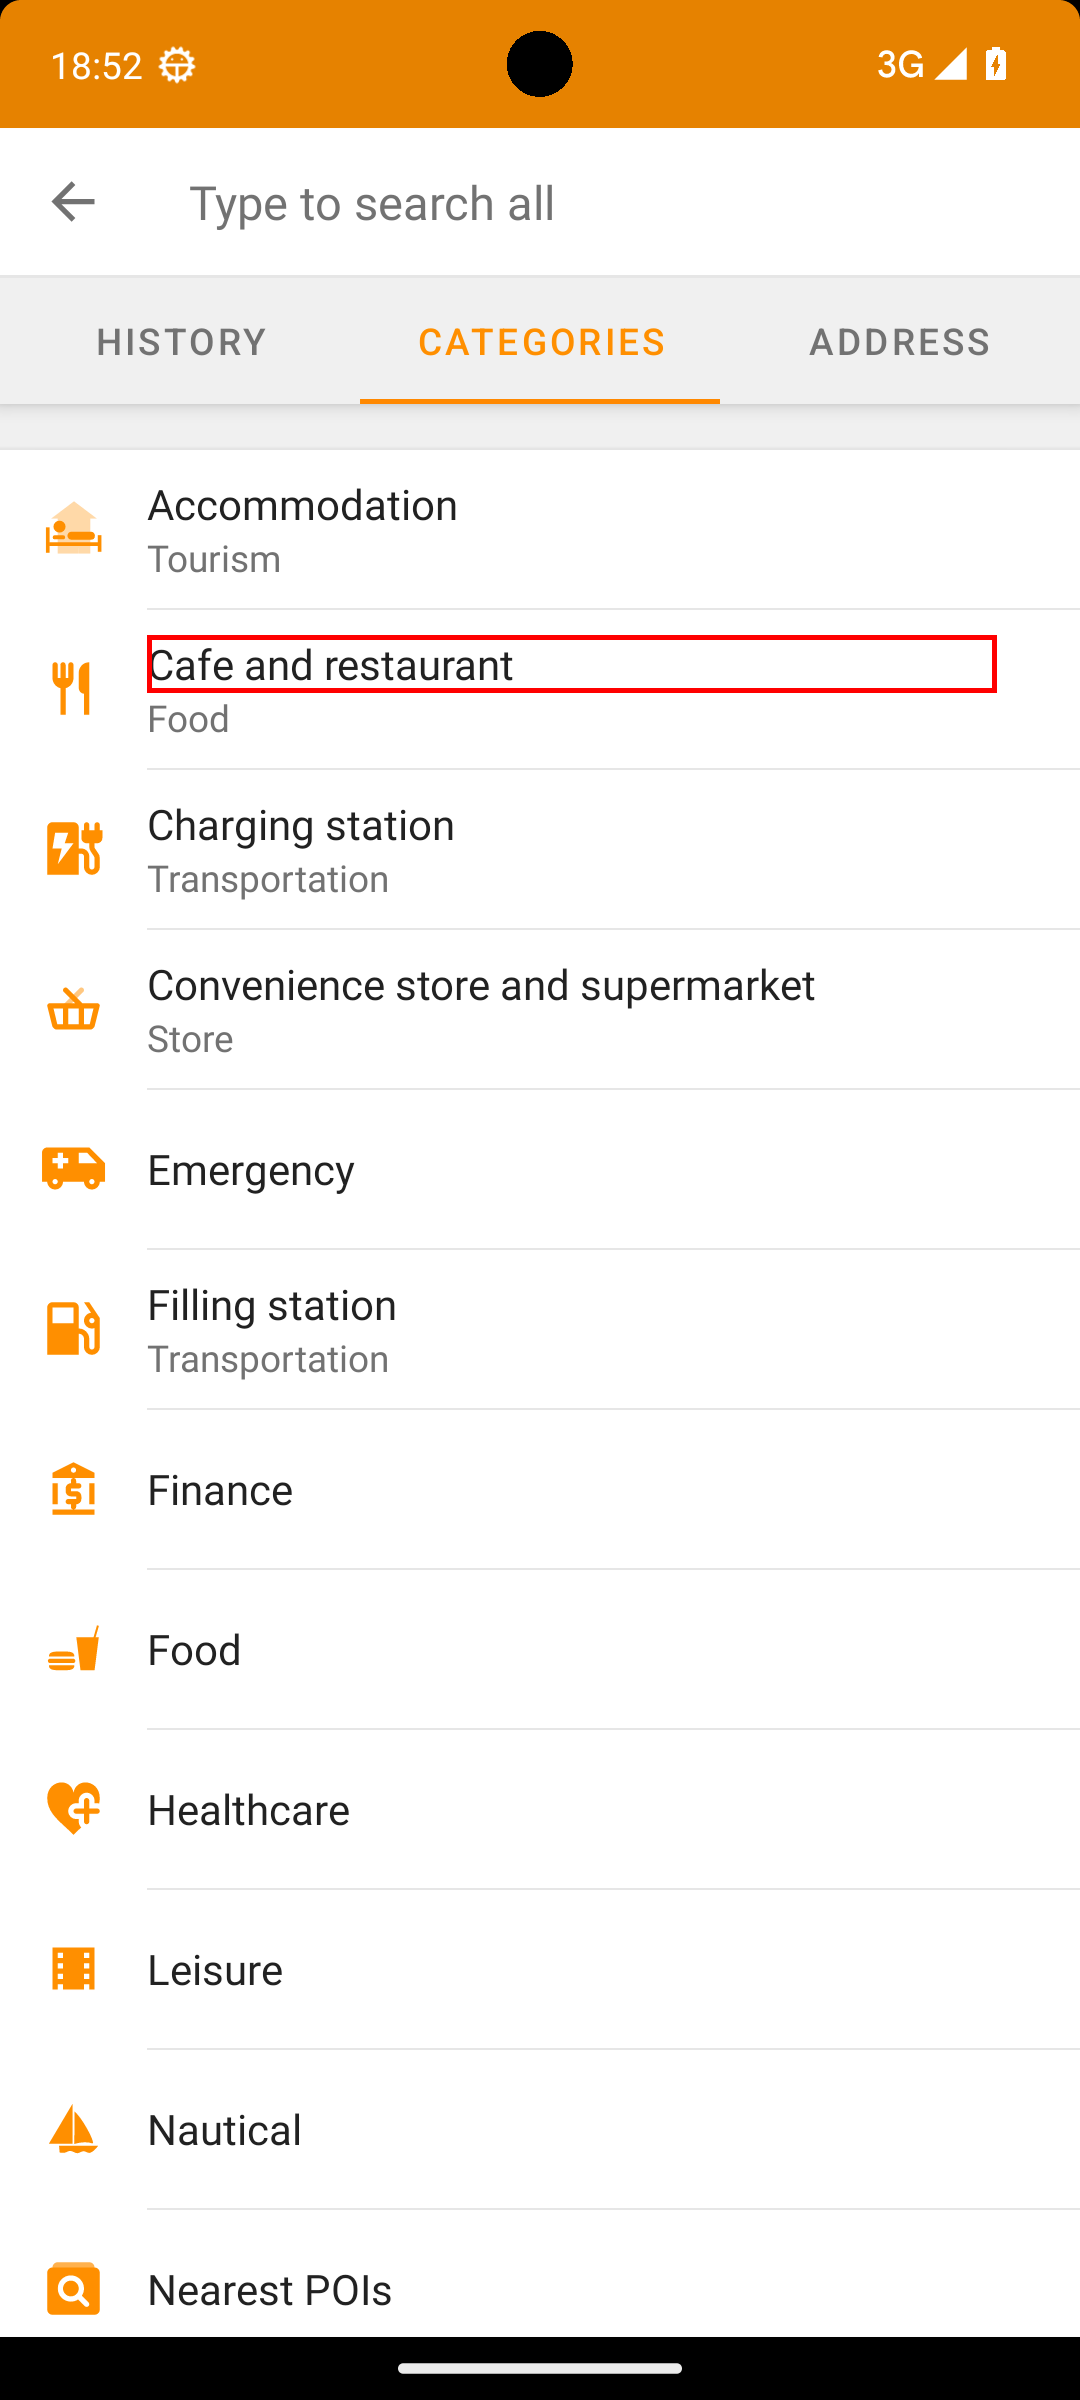 18:52
3G
Type to search all
HISTORY
CATEGORIES
ADDRESS
Accommodation
Tourism
Cafe and restaurant
Food
Charging station
Transportation
Convenience store and supermarket
Store
Emergency
Filling station
Transportation
Finance
Food
Healthcare
Leisure
Nautical
Nearest POIs